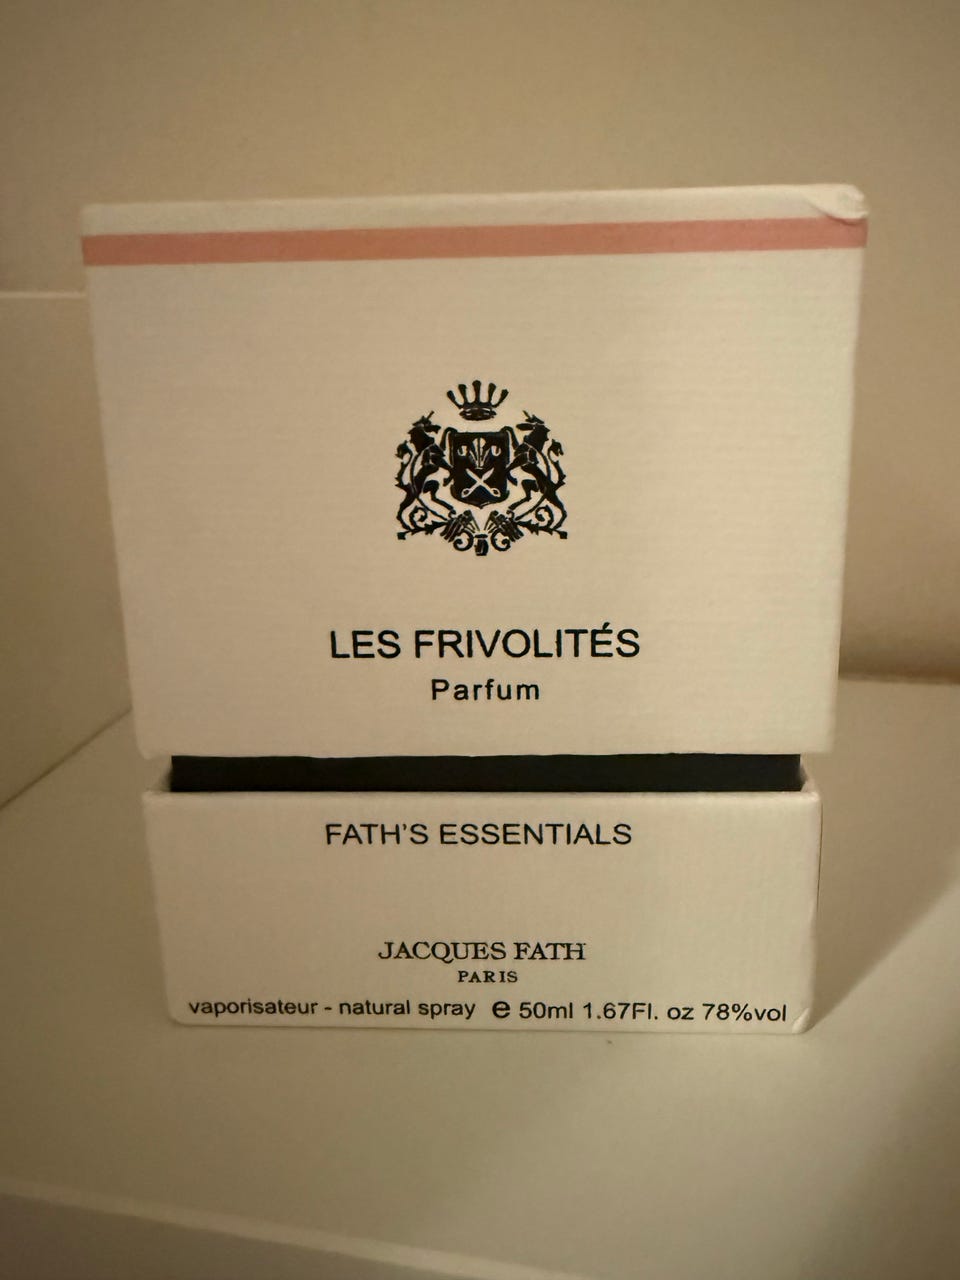 LES FRIVOLITÉS
Parfum
FATH'S ESSENTIALS
JACQUES FATH
PARIS
vaporisateur - natural spray ℮ 50ml 1.67Fl. oz 78%vol